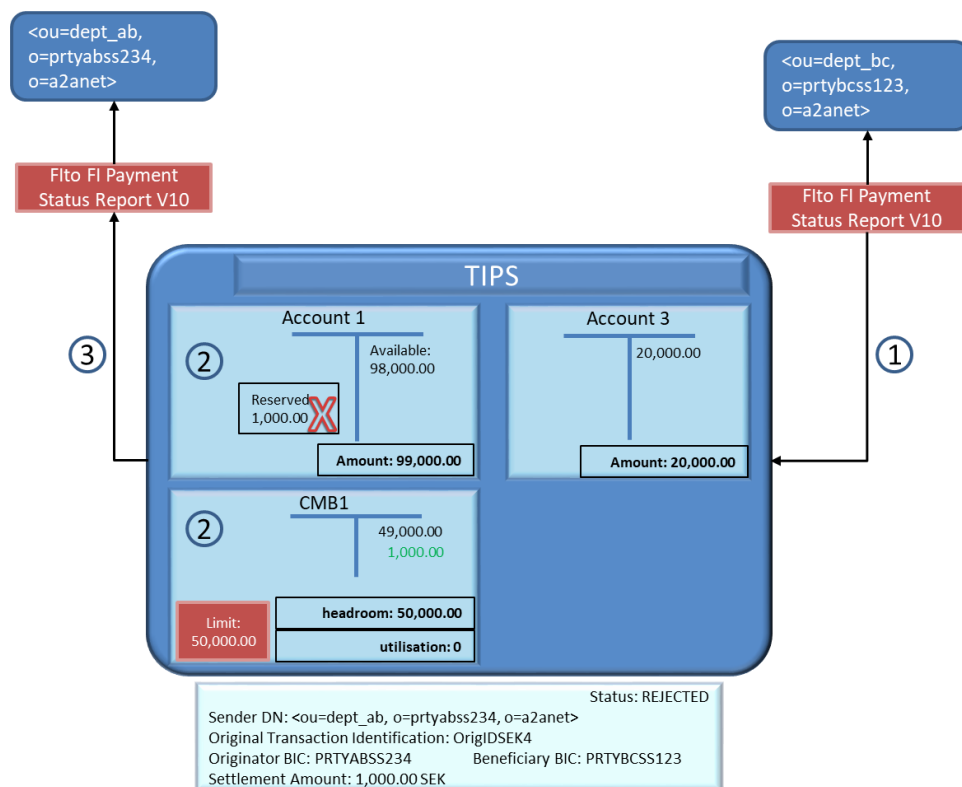 <ou=dept_ab,
o=prtyabss234,
o=a2anet>
<ou=dept_bc,
o=prtybcss123,
o=a2anet>
FIto FI Payment
Status Report V10
FIto FI Payment
Status Report V10
TIPS
3
1
Account 1
2
Available:
98,000.00
Reserved
1,000.00
X
Amount: 99,000.00
Account 3
20,000.00
Amount: 20,000.00
CMB1
2
49,000.00
1,000.00
Limit:
50,000.00
headroom: 50,000.00
utilisation: 0
Status: REJECTED
Sender DN: <ou=dept_ab, o=prtyabss234, o=a2anet>
Original Transaction Identification: OrigIDSEK4
Originator BIC: PRTYABSS234 Beneficiary BIC: PRTYBCSS123
Settlement Amount: 1,000.00 SEK